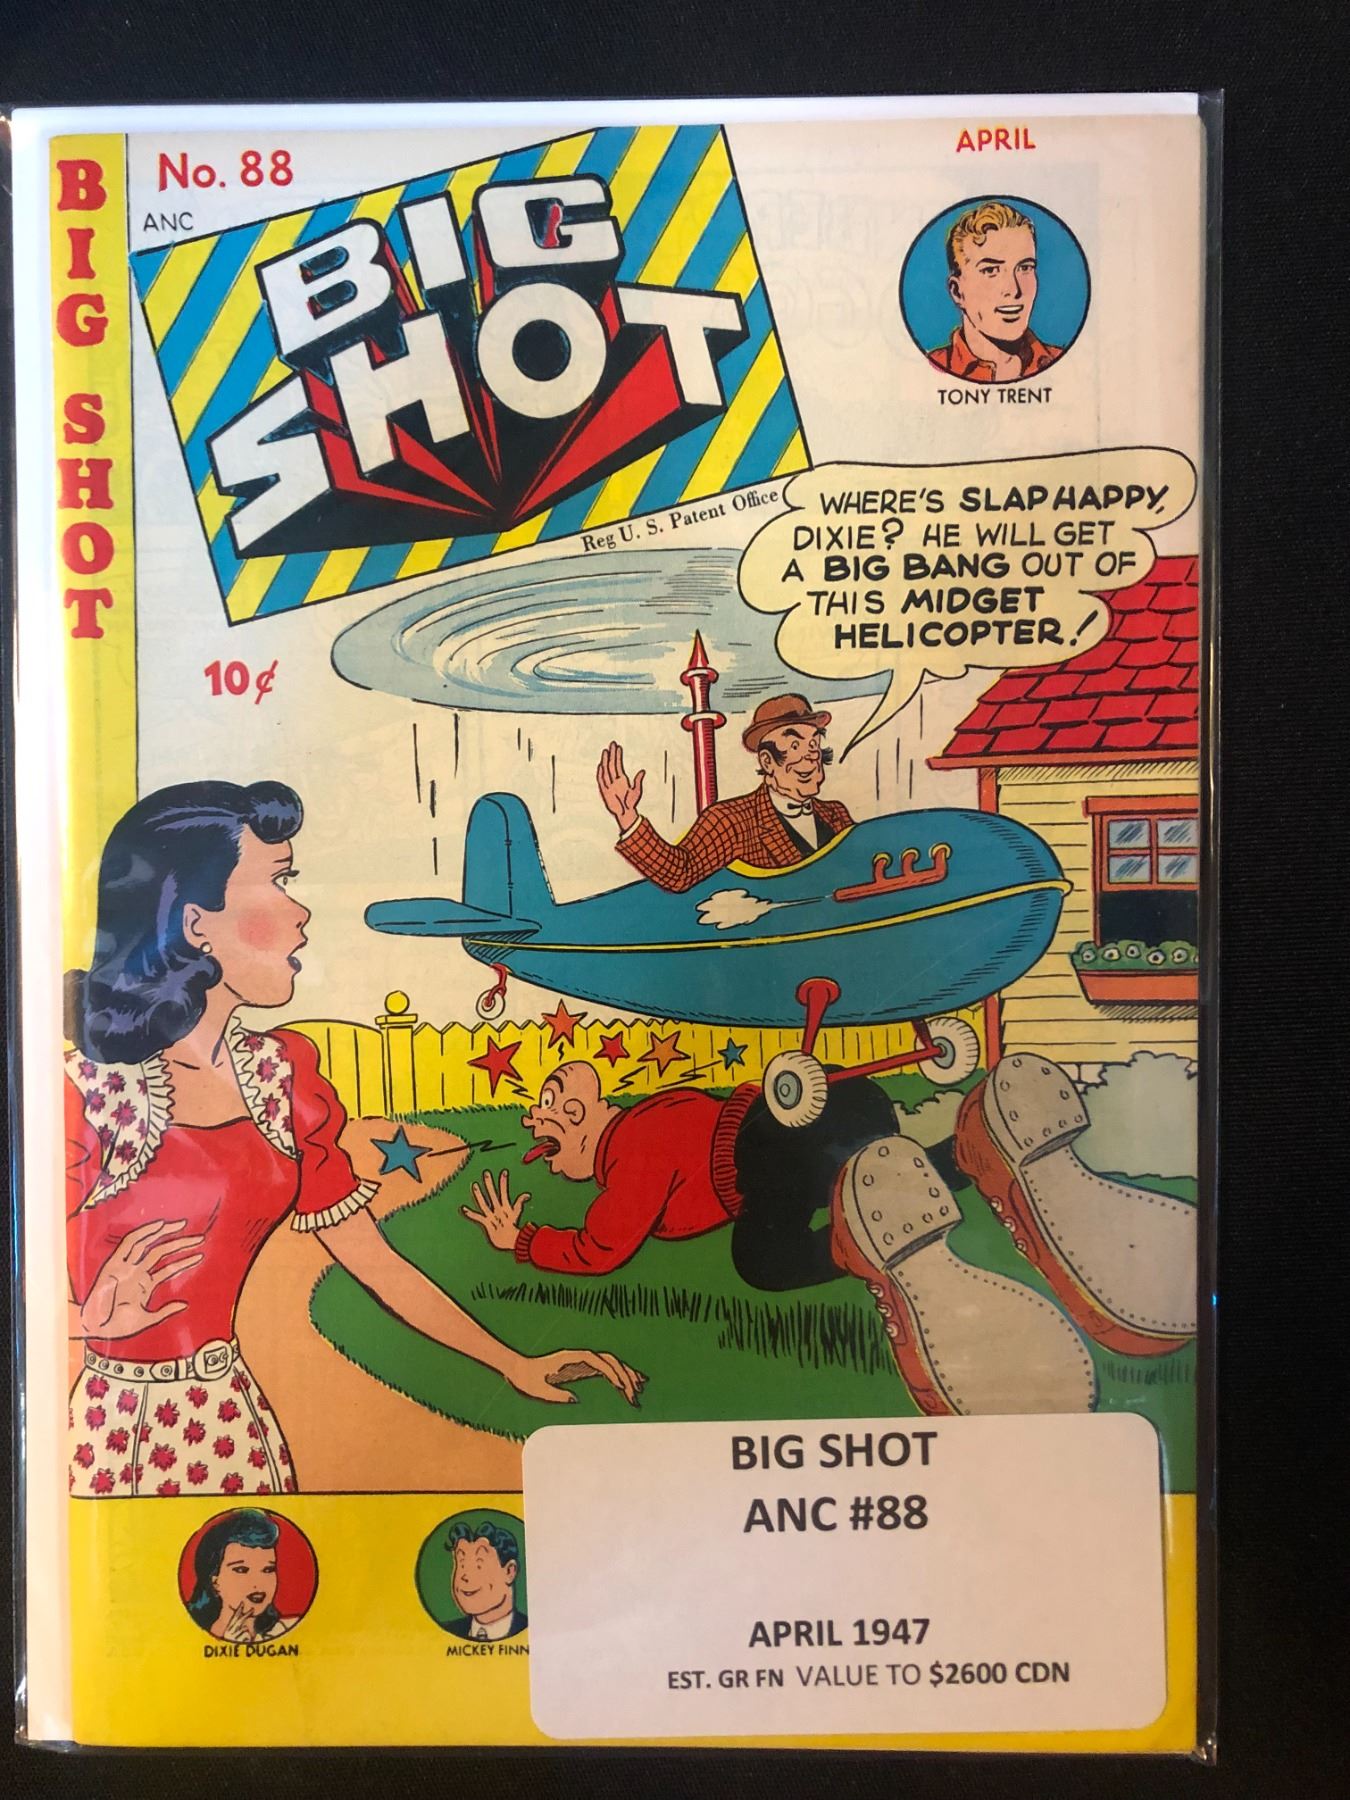 BIG SHOT
No. 88
ANC
BIG
SHOT
Reg U. S. Patent Office
APRIL
TONY TRENT
WHERE'S SLAPHAPPY,
DIXIE? HE WILL GET
A BIG BANG OUT OF
THIS MIDGET
HELICOPTER!
10¢
DIXIE DUGAN
MICKEY FINN
BIG SHOT
ANC #88
APRIL 1947
EST. GR FN VALUE TO $2600 CDN